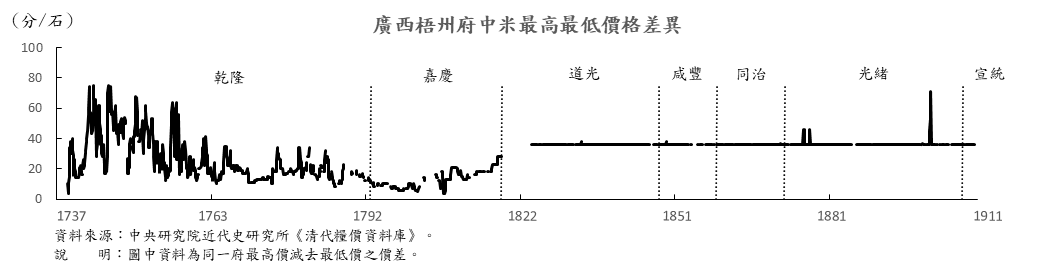 (分/石)
廣西梧州府中米最高最低價格差異
100
80
60
40
20
0
乾隆
嘉慶
道光
咸豐
同治
光緒
宣統
1737
1763
1792
1822
1851
1881
1911
資料來源：中央研究院近代史研究所《清代糧價資料庫》。
說　　明：圖中資料為同一府最高價減去最低價之價差。